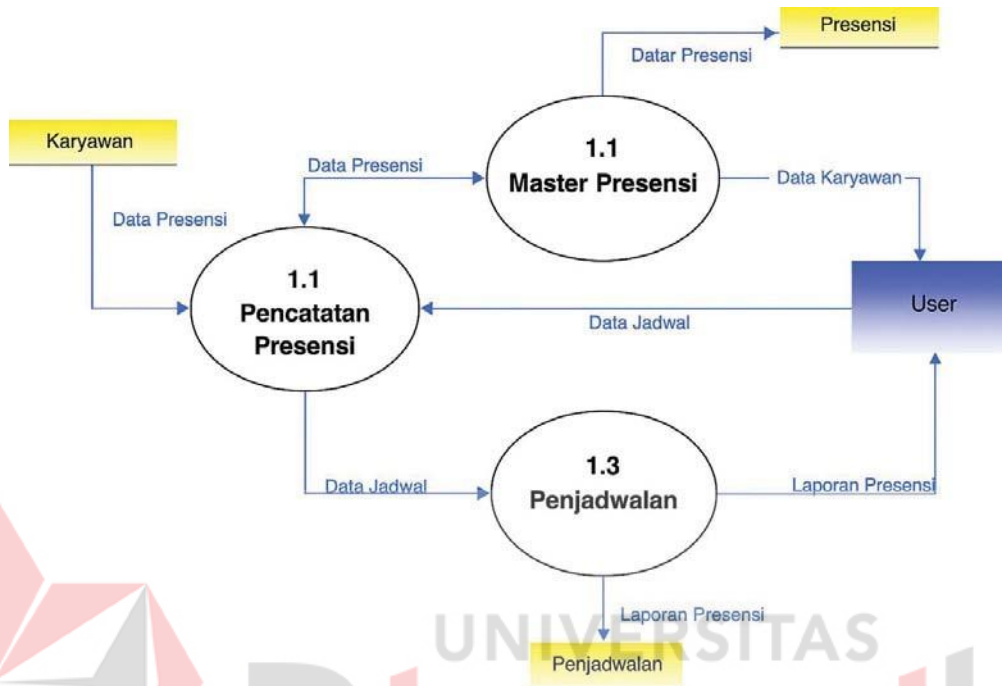 Presensi
Datar Presensi
Karyawan
1.1
Master Presensi
Data Presensi
Data Karyawan
Data Presensi
1.1
Pencatatan
Presensi
User
Data Jadwal
1.3
Penjadwalan
Data Jadwal
Laporan Presensi
Laporan Presensi
UNIVERSITAS
Penjadwalan